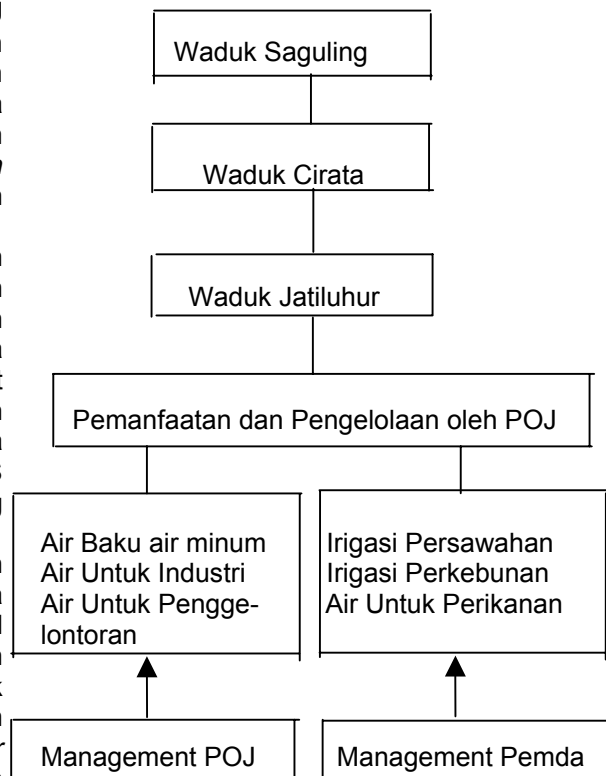 Waduk Saguling
Waduk Cirata
Waduk Jatiluhur
Pemanfaatan dan Pengelolaan oleh POJ
Air Baku air minum
Air Untuk Industri
Air Untuk Pengge-
lontoran
Irigasi Persawahan
Irigasi Perkebunan
Air Untuk Perikanan
Management POJ
Management Pemda